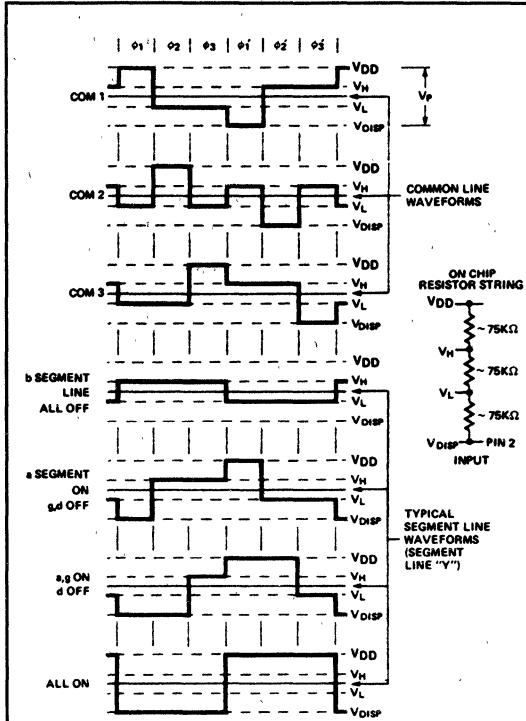 ϕ1 ϕ2 ϕ3 ϕ1' ϕ2' ϕ3'
COM 1
VDD
VH
VL
VDISP
VP
COM 2
VDD
VH
VL
VDISP
COMMON LINE
WAVEFORMS
COM 3
VDD
VH
VL
VDISP
ON CHIP
RESISTOR STRING
VDD
~75KΩ
VH
~75KΩ
VL
~75KΩ
VDISP
PIN 2
INPUT
b SEGMENT
LINE
ALL OFF
VDD
VH
VL
VDISP
a SEGMENT
ON
g,d OFF
VDD
VH
VL
VDISP
TYPICAL
SEGMENT LINE
WAVEFORMS
(SEGMENT
LINE "Y")
a,g ON
d OFF
VDD
VH
VL
VDISP
ALL ON
VDD
VH
VL
VDISP